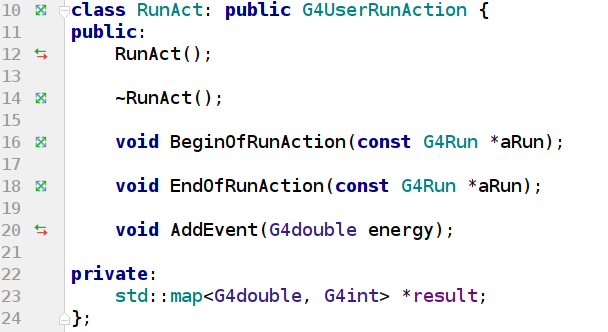 10 class RunAct: public G4UserRunAction {
11 public:
12     RunAct();
13
14     ~RunAct();
15
16     void BeginOfRunAction(const G4Run *aRun);
17
18     void EndOfRunAction(const G4Run *aRun);
19
20     void AddEvent(G4double energy);
21
22 private:
23     std::map<G4double, G4int> *result;
24 };